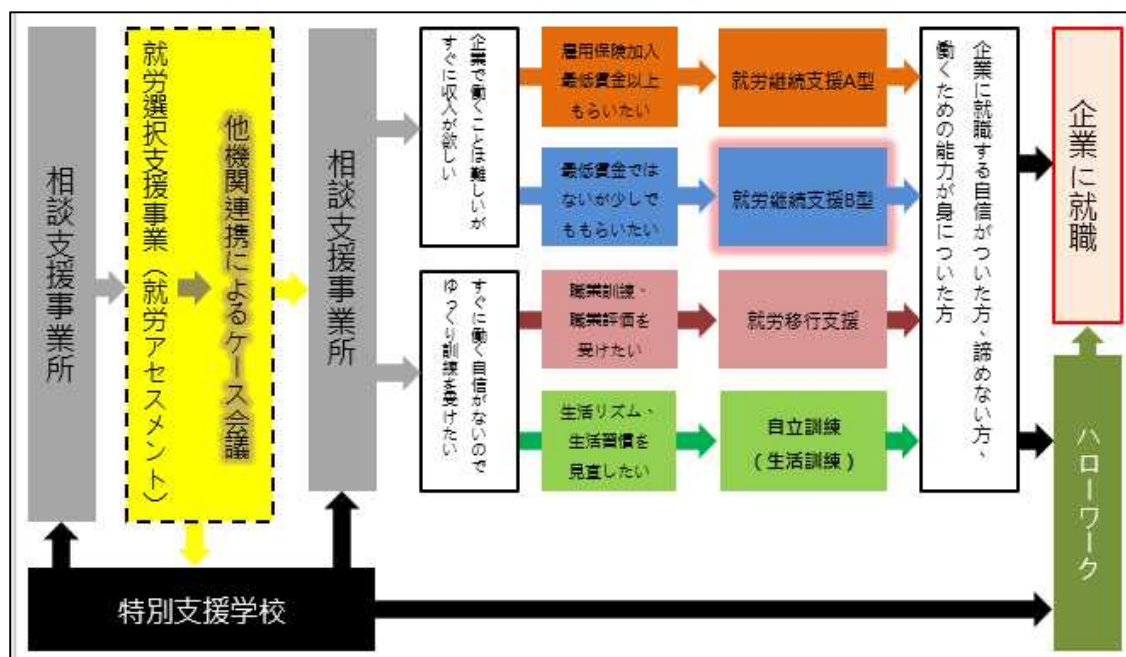 相談支援事業所
就労選択支援事業（就労アセスメント）
他機関連携によるケース会議
相談支援事業所
企業で働くことは難しいが
すぐに収入が欲しい
雇用保険加入
最低賃金以上
もらいたい
就労継続支援A型
最低賃金では
ないが少しで
ももらいたい
就労継続支援B型
すぐに働く自信がないので
ゆっくり訓練を受けたい
職業訓練・
職業評価を
受けたい
就労移行支援
生活リズム、
生活習慣を
見直したい
自立訓練
（生活訓練）
企業に就職する自信がついた方、諦めない方、
働くための能力が身についた方
企業に就職
ハローワーク
特別支援学校